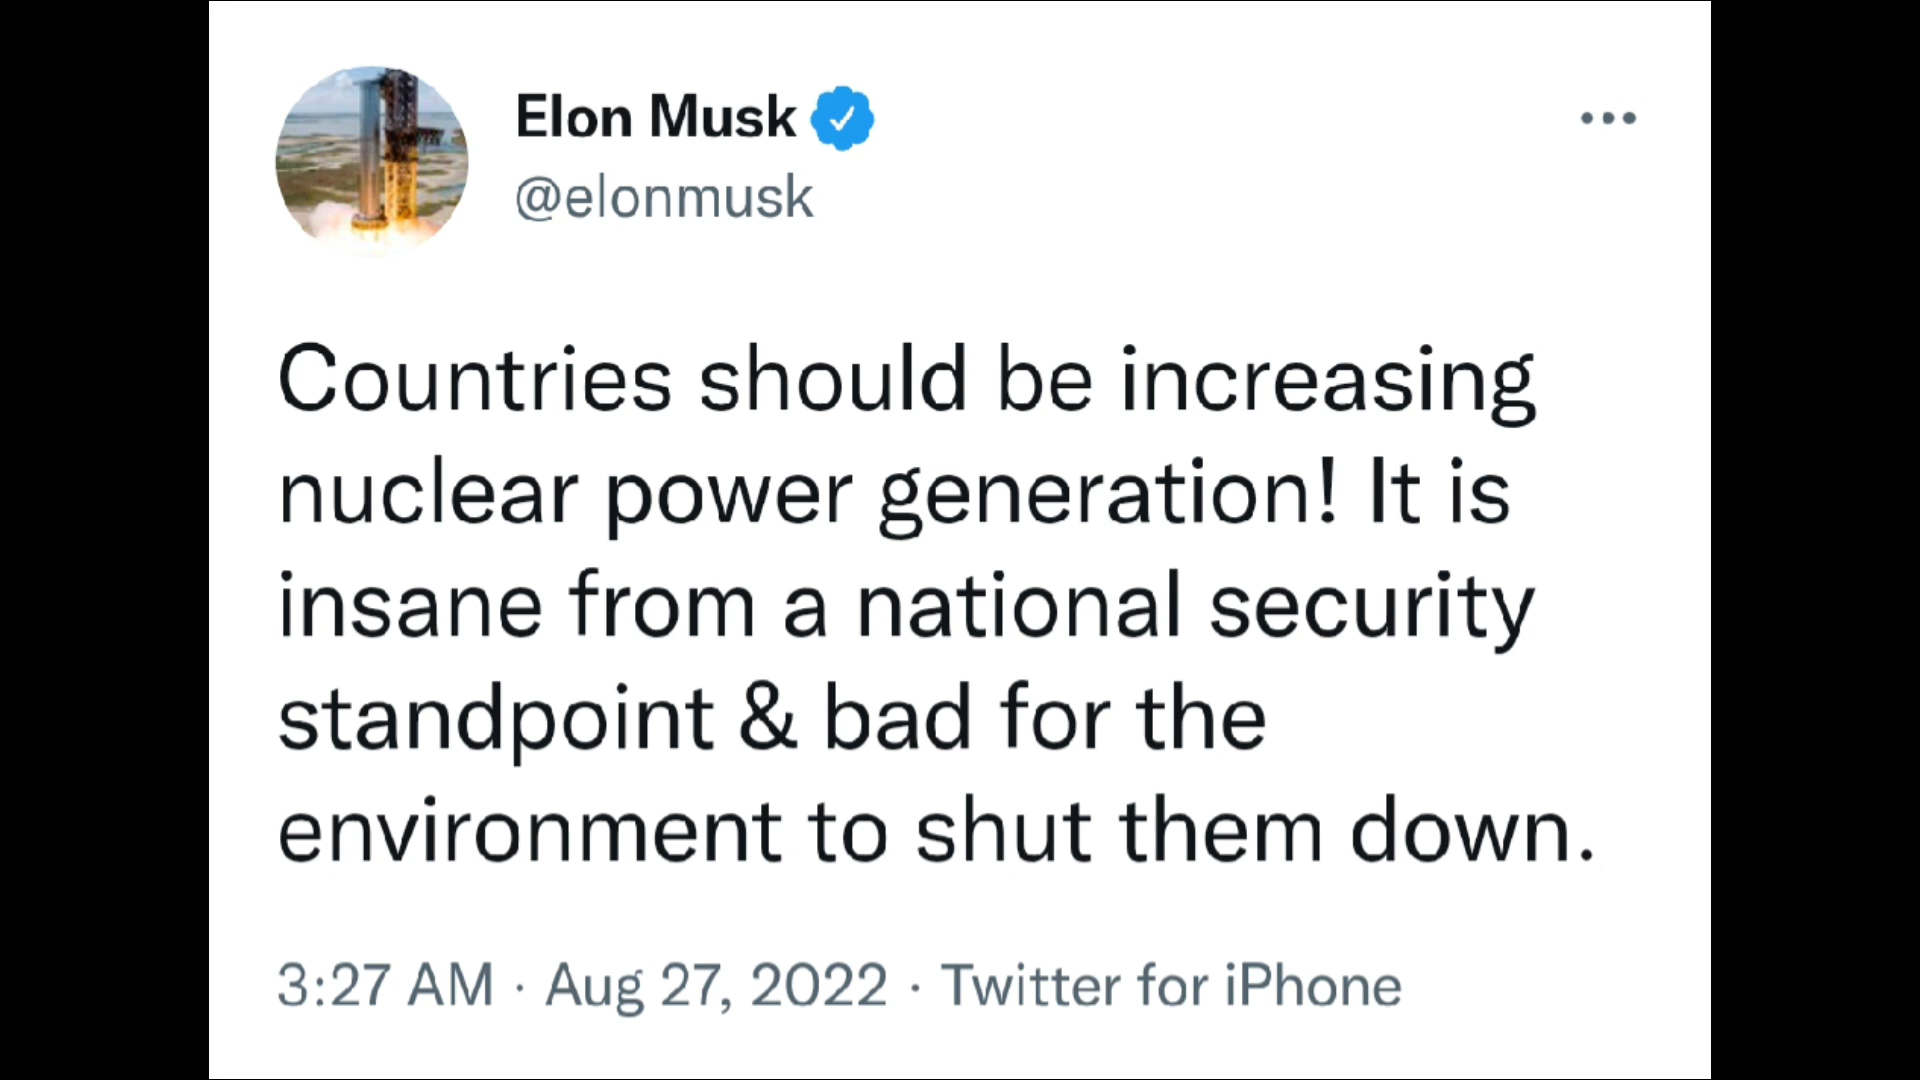 Elon Musk
@elonmusk
Countries should be increasing
nuclear power generation! It is
insane from a national security
standpoint & bad for the
environment to shut them down.
3:27 AM · Aug 27, 2022 · Twitter for iPhone